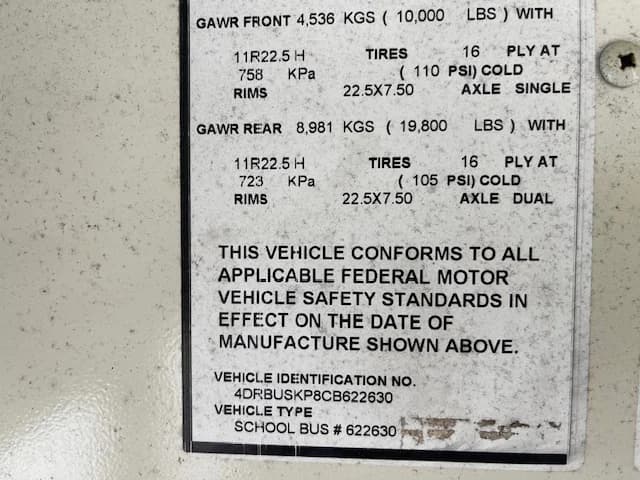 GAWR FRONT 4,536 KGS ( 10,000 LBS ) WITH
11R22.5 H TIRES 16 PLY AT
758 KPa ( 110 PSI) COLD
RIMS 22.5X7.50 AXLE SINGLE
GAWR REAR 8,981 KGS ( 19,800 LBS ) WITH
11R22.5 H TIRES 16 PLY AT
723 KPa ( 105 PSI) COLD
RIMS 22.5X7.50 AXLE DUAL
THIS VEHICLE CONFORMS TO ALL
APPLICABLE FEDERAL MOTOR
VEHICLE SAFETY STANDARDS IN
EFFECT ON THE DATE OF
MANUFACTURE SHOWN ABOVE.
VEHICLE IDENTIFICATION NO.
4DRBUSKP8CB622630
VEHICLE TYPE
SCHOOL BUS # 622630